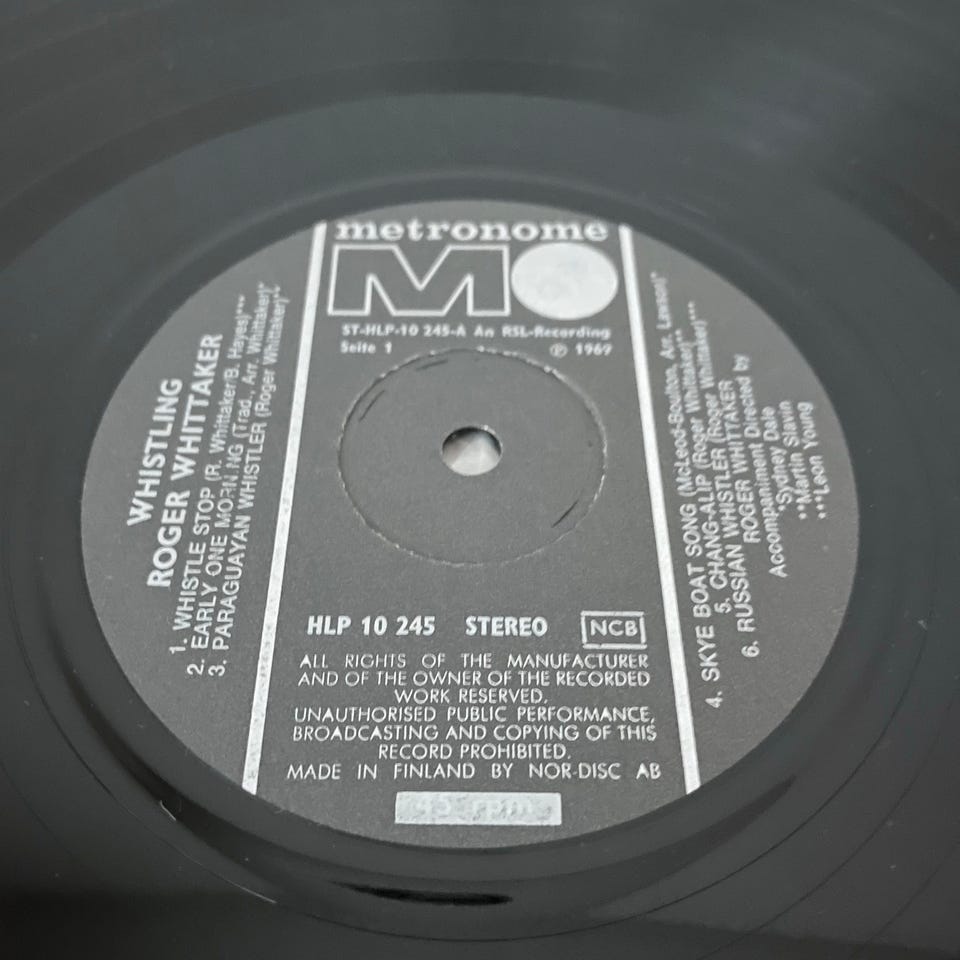 metronome
M
ST-HLP-10 245-A An RSL-Recording
Seite 1 ℗ 1969
WHISTLING
ROGER WHITTAKER
1. WHISTLE STOP (R. Whittaker/B. Hayes)***
2. EARLY ONE MORNING (Trad., Arr. Whittaker)*
3. PARAGUAYAN WHISTLER (Roger Whittaker)**
4. SKYE BOAT SONG (McLeod-Boulton, Arr. Lawson)*
5. CHANG-ALIP (Roger Whittaker)***
6. RUSSIAN WHISTLER (Roger Whittaker)***
ROGER WHITTAKER
Accompaniment Directed by
*Sydney Dale
**Martin Slavin
***Leon Young
HLP 10 245 STEREO NCB
ALL RIGHTS OF THE MANUFACTURER
AND OF THE OWNER OF THE RECORDED
WORK RESERVED.
UNAUTHORISED PUBLIC PERFORMANCE,
BROADCASTING AND COPYING OF THIS
RECORD PROHIBITED.
MADE IN FINLAND BY NOR-DISC AB